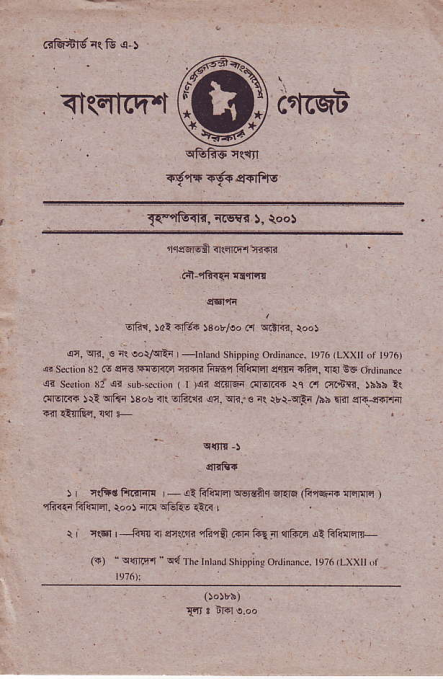 রেজিস্টার্ড নং ডি এ-১
গণ প্রজাতন্ত্রী বাংলাদেশ
সরকার
বাংলাদেশ গেজেট
অতিরিক্ত সংখ্যা
কর্তৃপক্ষ কর্তৃক প্রকাশিত
বৃহস্পতিবার, নভেম্বর ১, ২০০১
গণপ্রজাতন্ত্রী বাংলাদেশ সরকার
নৌ-পরিবহন মন্ত্রণালয়
প্রজ্ঞাপন
তারিখ, ১৫ই কার্তিক ১৪০৮/৩০ শে অক্টোবর, ২০০১
এস, আর, ও নং ৩০২/আইন। —Inland Shipping Ordinance, 1976 (LXXII of 1976)
এর Section 82 তে প্রদত্ত ক্ষমতাবলে সরকার নিম্নরূপ বিধিমালা প্রণয়ন করিল, যাহা উক্ত Ordinance
এর Seetion 82 এর sub-section ( I )এর প্রয়োজন মোতাবেক ২৭ শে সেপ্টেম্বর, ১৯৯৯ ইং
মোতাবেক ১২ই আশ্বিন ১৪০৬ বাং তারিখের এস, আর, ও নং ২৮২-আইন /৯৯ দ্বারা প্রাক্-প্রকাশনা
করা হইয়াছিল, যথা ঃ—
অধ্যায় -১
প্রারম্ভিক
১। সংক্ষিপ্ত শিরোনাম ।— এই বিধিমালা অভ্যন্তরীণ জাহাজ (বিপজ্জনক মালামাল )
পরিবহন বিধিমালা, ২০০১ নামে অভিহিত হইবে।
২। সংজ্ঞা ।—বিষয় বা প্রসংগের পরিপন্থী কোন কিছু না থাকিলে এই বিধিমালায়—
(ক) “ অধ্যাদেশ ” অর্থ The Inland Shipping Ordinance, 1976 (LXXII of
1976);
(১০১৮৯)
মূল্য ঃ টাকা ৩.০০